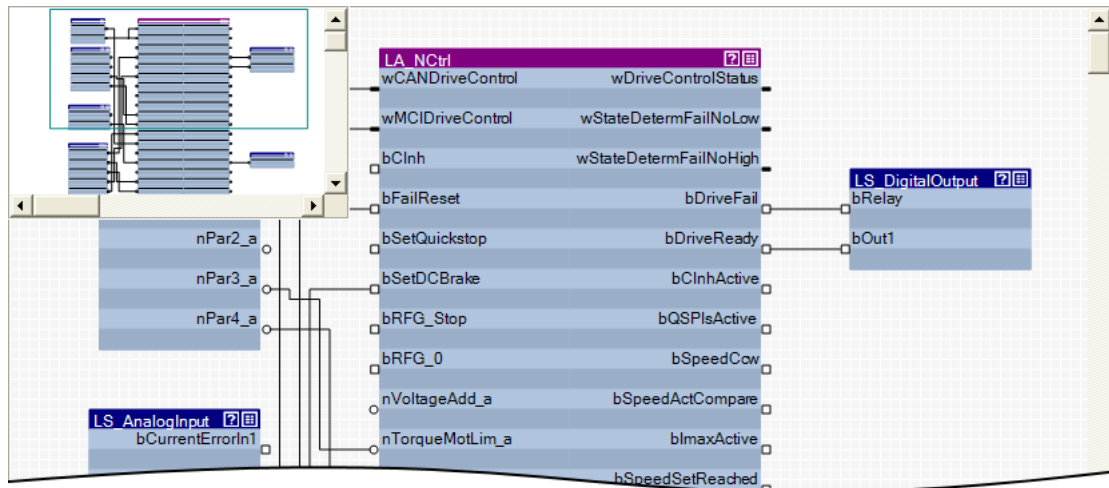 LA_NCtrl
wCANDriveControl wDriveControlStatus
wMCIDriveControl wStateDetermFailNoLow
bCInh wStateDetermFailNoHigh
LS_DigitalOutput
bFailReset bDriveFail bRelay
nPar2_a bSetQuickstop bDriveReady bOut1
nPar3_a bSetDCBrake bCInhActive
nPar4_a bRFG_Stop bQSPIsActive
bRFG_0 bSpeedCcw
nVoltageAdd_a bSpeedActCompare
LS_AnalogInput
bCurrentErrorIn1 nTorqueMotLim_a bImaxActive
bSpeedSetReached